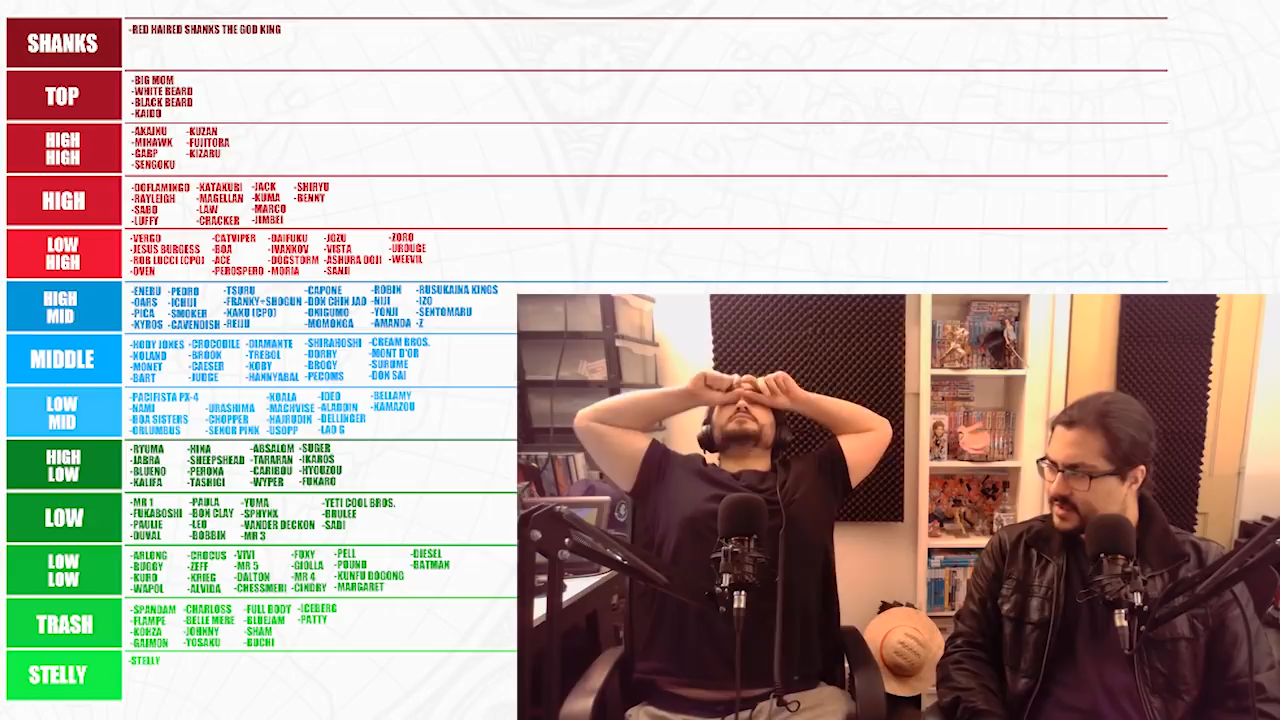 SHANKS
-RED HAIRED SHANKS THE GOD KING
TOP
-BIG MOM
-WHITE BEARD
-BLACK BEARD
-KAIDO
HIGH
HIGH
-AKAINU -KUZAN
-MIHAWK -FUJITORA
-GARP -KIZARU
-SENGOKU
HIGH
-DOFLAMINGO -KATAKURI -JACK -SHIRYU
-RAYLEIGH -MAGELLAN -KUMA -BENNY
-SABO -LAW -MARCO
-LUFFY -CRACKER -JIMBEI
LOW
HIGH
-VERGO -CATVIPER -DAIFUKU -JOZU -ZORO
-JESUS BURGESS -BOA -IVANKOV -VISTA -UROUGE
-ROB LUCCI (CPO) -ACE -DOGSTORM -ASHURA DOJI -WEEVIL
-OVEN -PEROSPERO -MORIA -SANJI
HIGH
MID
-ENERU -PEDRO -TSURU -CAPONE -ROBIN -RUSUKAINA KINGS
-OARS -ICHIJI -FRANKY+SHOGUN -DON CHIN JAO -NIJI -IZO
-PICA -SMOKER -KAKU (CPO) -ONIGUMO -YONJI -SENTOMARU
-KYROS -CAVENDISH -REIJU -MOMONGA -AMANDA -Z
MIDDLE
-HODY JONES -CROCODILE -DIAMANTE -SHIRAHOSHI -CREAM BROS.
-KOLAND -BROOK -TREBOL -DORRY -MONT D'OR
-MONET -CAESER -KOBY -BROGY -SURUME
-BART -JUDGE -HANNYABAL -PECOMS -DON SAI
LOW
MID
-PACIFISTA PX-4 -KOALA -IDEO -BELLAMY
-NAMI -URASHIMA -MACHVISE -ALADDIN -KAMAZOU
-BOA SISTERS -CHOPPER -HAJRUDIN -DELLINGER
-ORLUMBUS -SENOR PINK -USOPP -LAO G
HIGH
LOW
-RYUMA -HINA -ABSALOM -SUGER
-JABRA -SHEEPSHEAD -TARARAN -IKAROS
-BLUENO -PERONA -CARIBOU -HYOUZOU
-KALIFA -TASHIGI -WYPER -FUKARO
LOW
-MR 1 -PAULA -YUMA -YETI COOL BROS.
-FUKABOSHI -BON CLAY -SPHYNX -BRULEE
-PAULIE -LEO -VANDER DECKON -SADI
-DUVAL -BOBBIN -MR 3
LOW
LOW
-ARLONG -CROCUS -VIVI -FOXY -PELL -DIESEL
-BUGGY -ZEFF -MR 5 -GIOLLA -POUND -BATMAN
-KURO -KRIEG -DALTON -MR 4 -KUNFU DOGONG
-WAPOL -ALVIDA -CHESSMERI -CINDRY -MARGARET
TRASH
-SPANDAM -CHARLOSS -FULL BODY -ICEBERG
-FLAMPE -BELLE MERE -BLUEJAM -PATTY
-KOHZA -JOHNNY -SHAM
-GAIMON -YOSAKU -BUCHI
STELLY
-STELLY